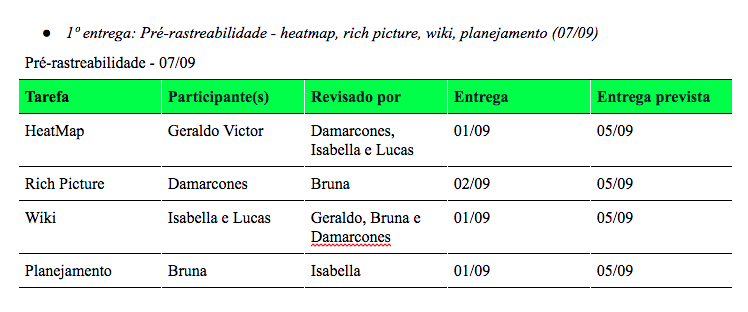 ● 1º entrega: Pré-rastreabilidade - heatmap, rich picture, wiki, planejamento (07/09)
Pré-rastreabilidade - 07/09
Tarefa Participante(s) Revisado por Entrega Entrega prevista
HeatMap Geraldo Victor Damarcones, 01/09 05/09
Isabella e Lucas
Rich Picture Damarcones Bruna 02/09 05/09
Wiki Isabella e Lucas Geraldo, Bruna e 01/09 05/09
Damarcones
Planejamento Bruna Isabella 01/09 05/09